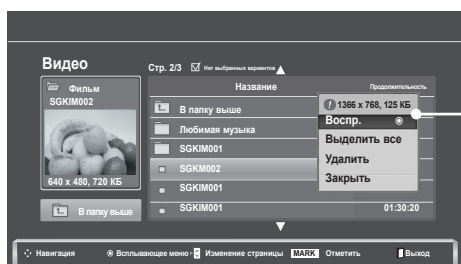 Видео
Стр. 2/3 Нет выбранных вариантов
Фильм
SGKIM002
640 x 480, 720 КБ
В папку выше
Название
Продолжительность
В папку выше
Любимая музыка
SGKIM001
SGKM002
SGKIM001
SGKIM001
01:30:20
1366 x 768, 125 КБ
Воспр.
Выделить все
Удалить
Закрыть
Навигация
Всплывающее меню
Изменение страницы
MARK Отметить
Выход